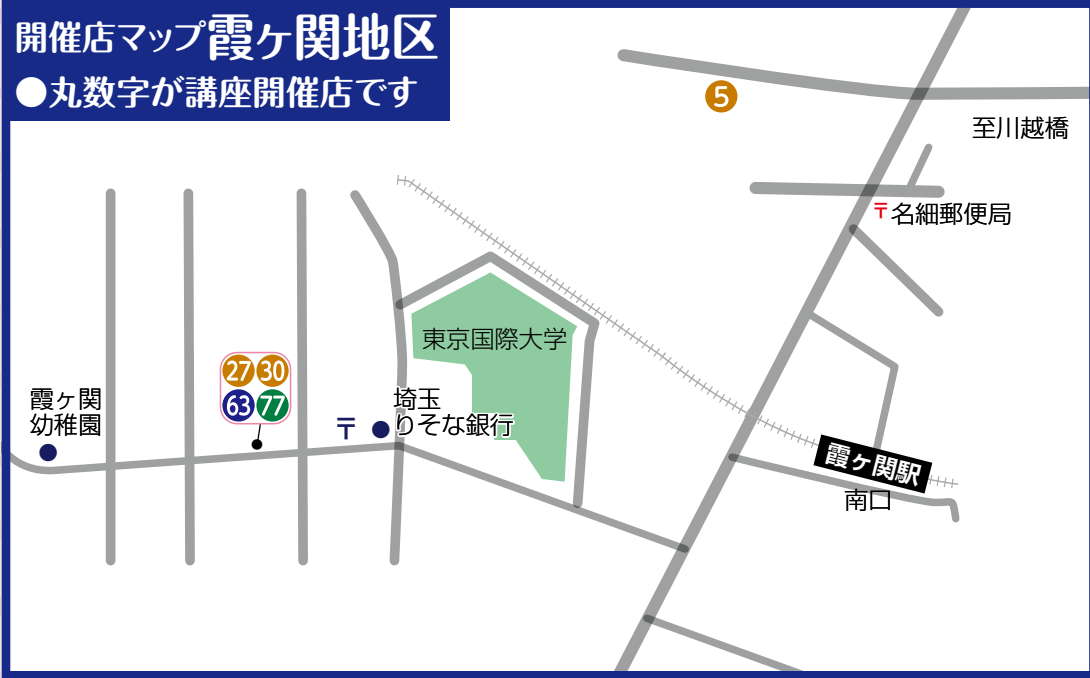 開催店マップ霞ヶ関地区
●丸数字が講座開催店です
5
至川越橋
〒名細郵便局
東京国際大学
27 30
63 77
霞ヶ関
幼稚園
〒
埼玉
りそな銀行
霞ヶ関駅
南口